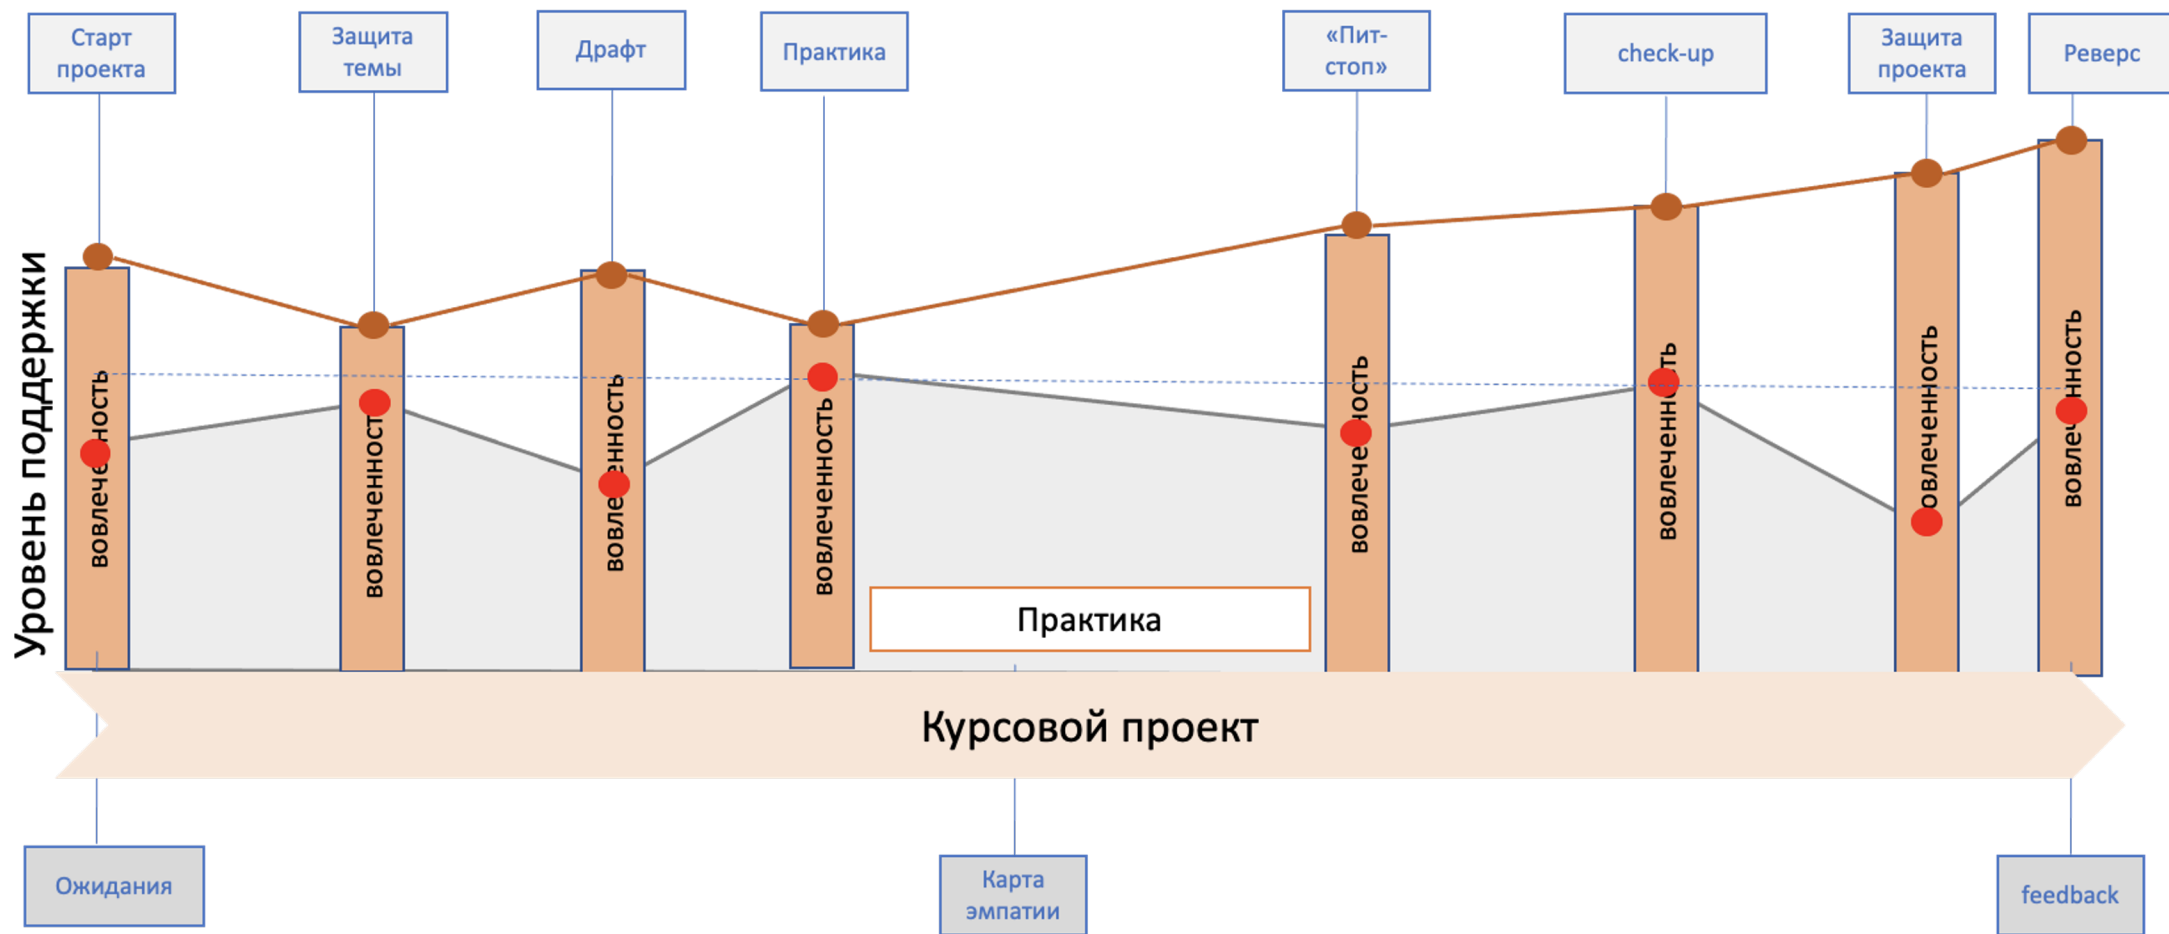 Старт
проекта
Защита
темы
Драфт
Практика
«Пит-
стоп»
check-up
Защита
проекта
Реверс
Уровень поддержки
вовлеченность
вовлеченность
вовлеченность
вовлеченность
вовлеченность
вовлеченность
вовлеченность
вовлеченность
Практика
Курсовой проект
Ожидания
Карта
эмпатии
feedback